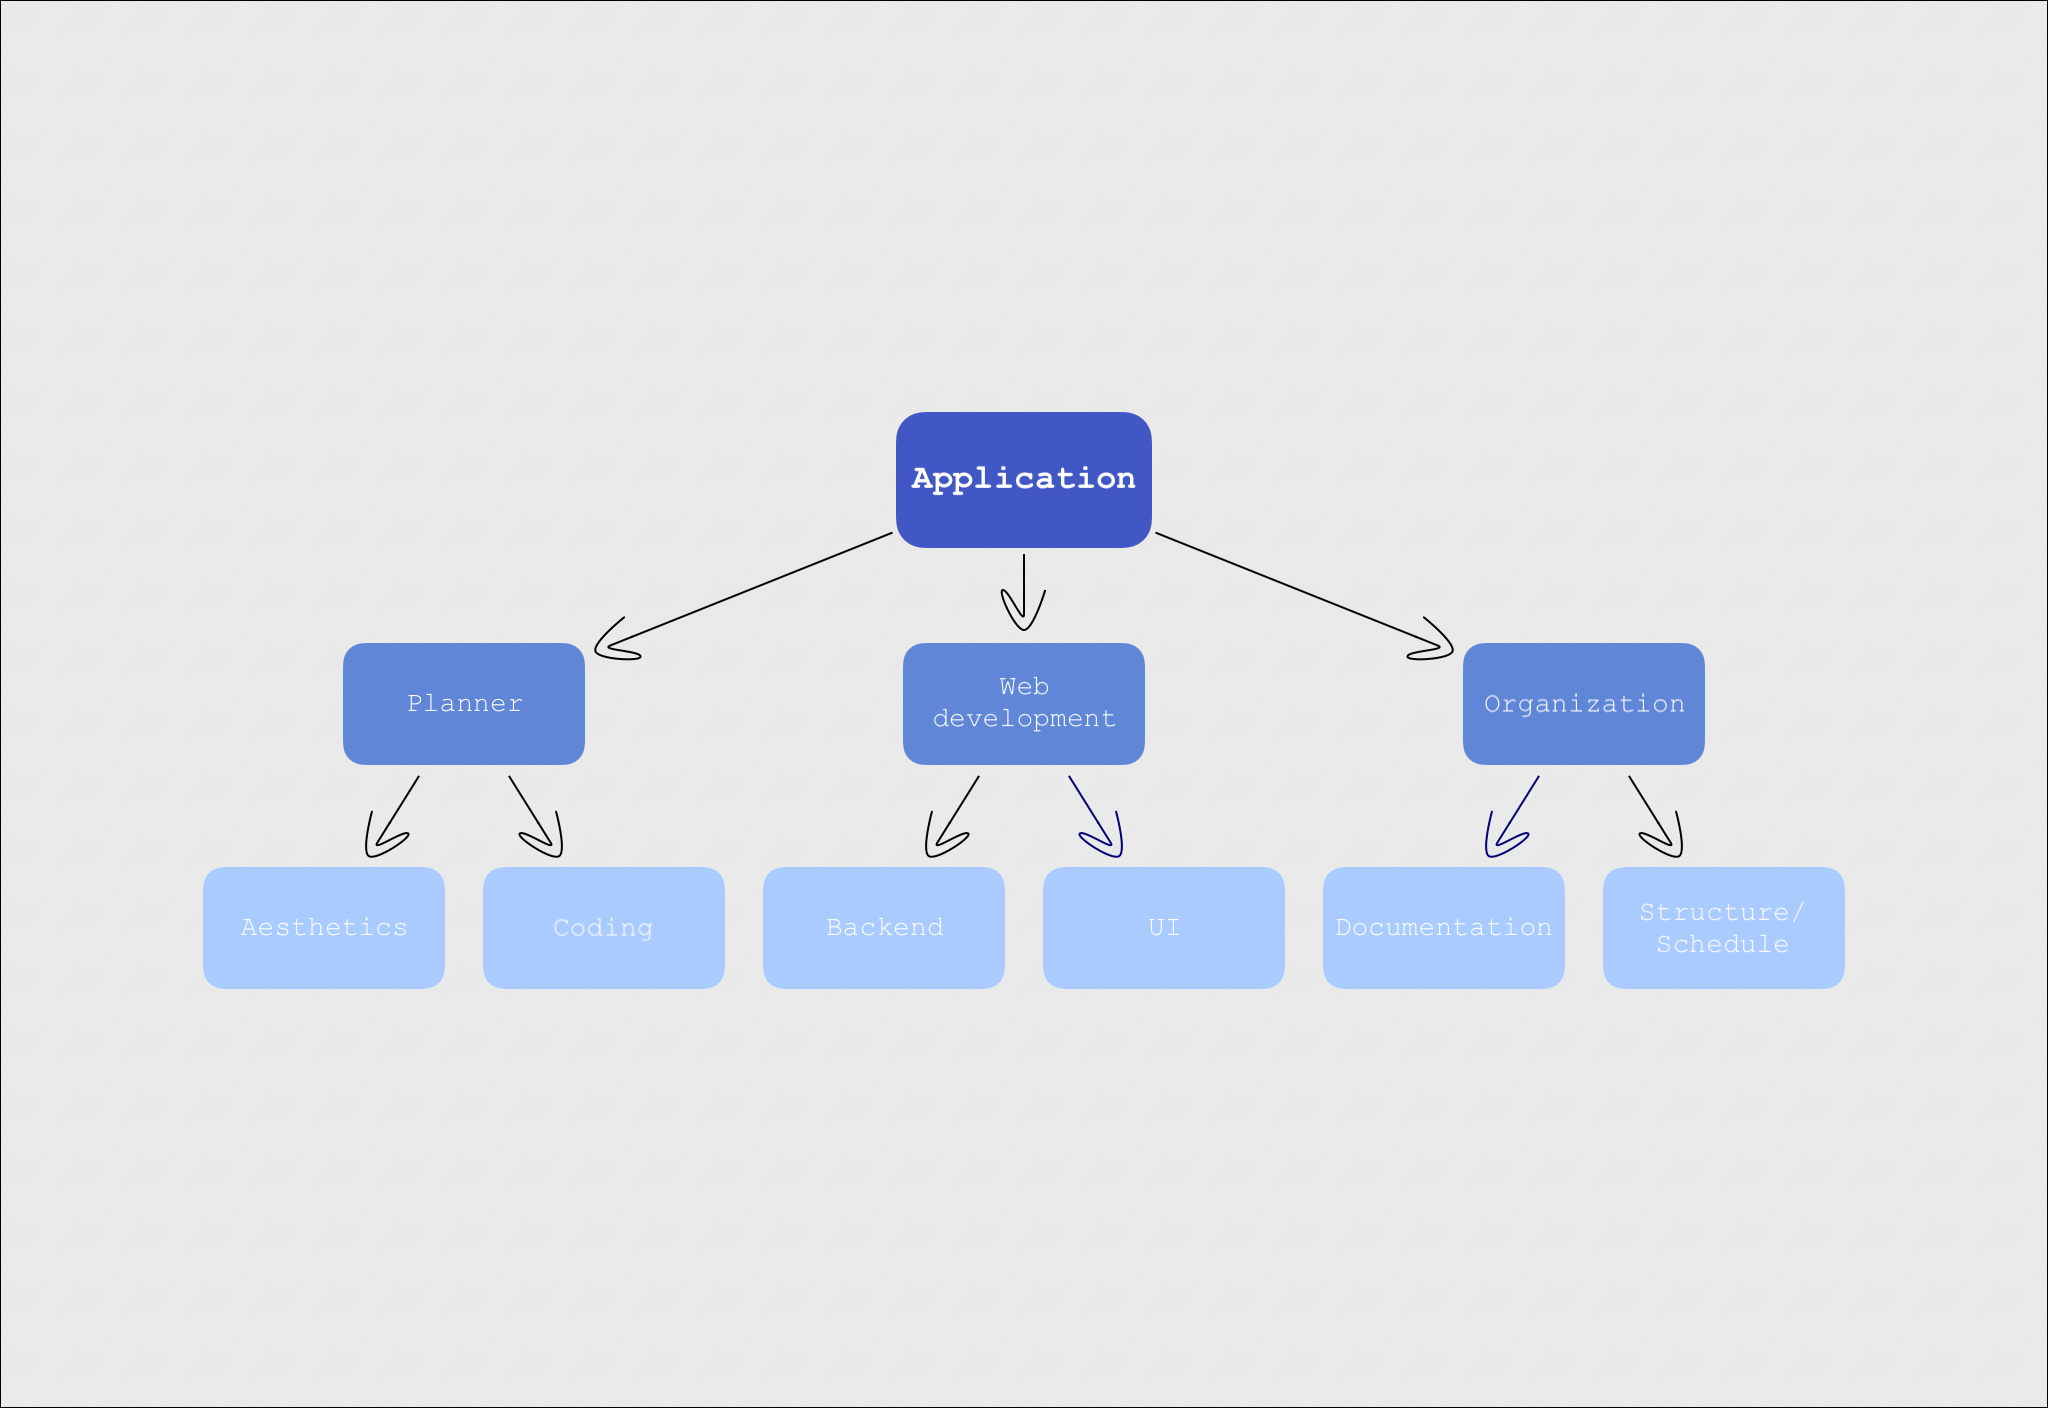 Application
Planner
Web
development
Organization
Aesthetics
Coding
Backend
UI
Documentation
Structure/
Schedule